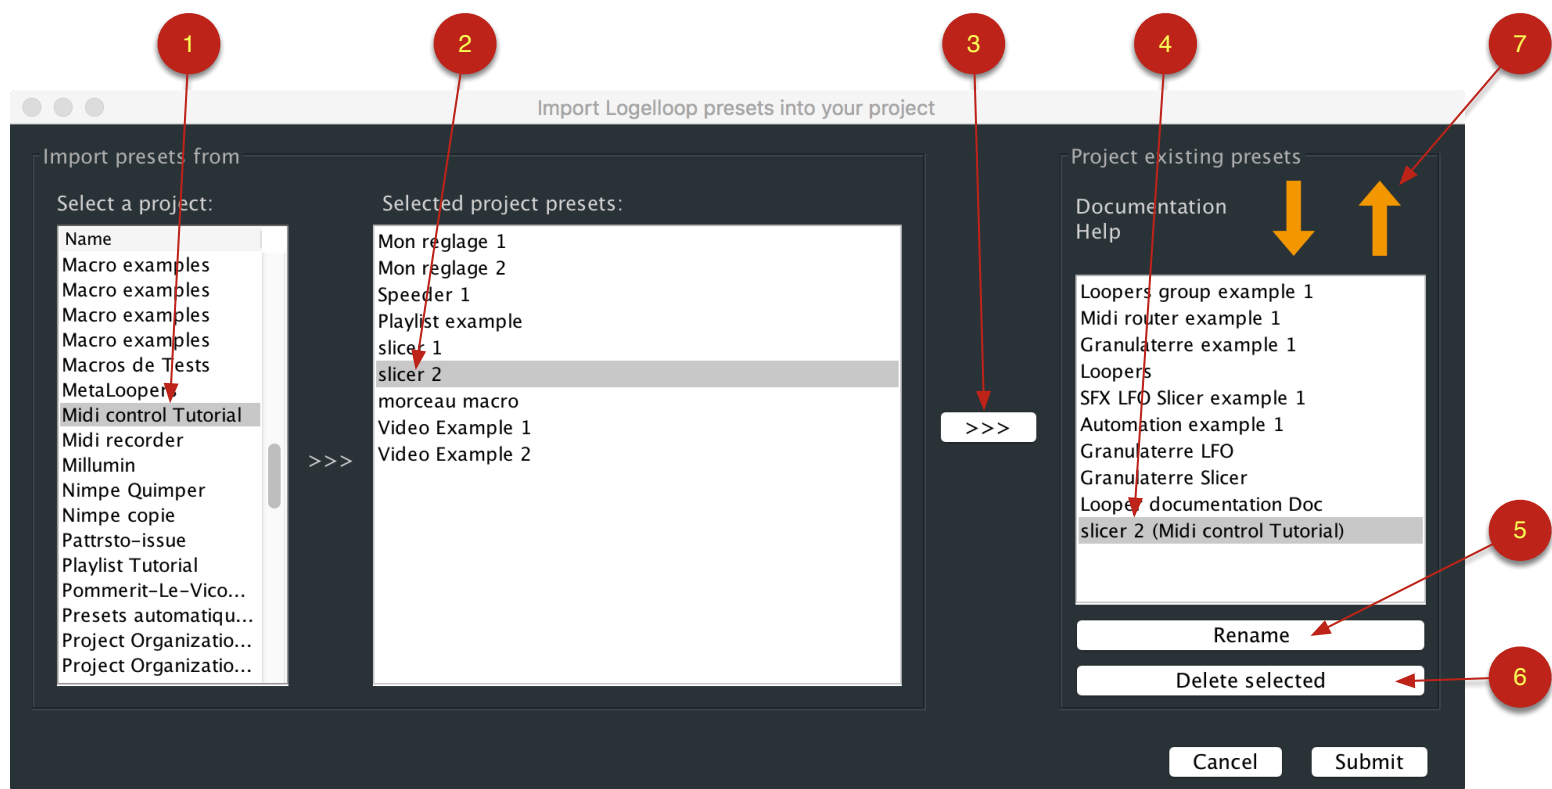 1
2
3
4
7
Import Logelloop presets into your project
Import presets from
Project existing presets
Select a project:
Selected project presets:
Documentation
Help
Name
Macro examples
Macro examples
Macro examples
Macro examples
Macros de Tests
MetaLoopers
Midi control Tutorial
Midi recorder
Millumin
Nimpe Quimper
Nimpe copie
Pattrsto-issue
Playlist Tutorial
Pommerit-Le-Vico...
Presets automatiqu...
Project Organizatio...
Project Organizatio...
>>>
Mon reglage 1
Mon reglage 2
Speeder 1
Playlist example
slicer 1
slicer 2
morceau macro
Video Example 1
Video Example 2
>>>
Loopers group example 1
Midi router example 1
Granulaterre example 1
Loopers
SFX LFO Slicer example 1
Automation example 1
Granulaterre LFO
Granulaterre Slicer
Looper documentation Doc
slicer 2 (Midi control Tutorial)
5
Rename
6
Delete selected
Cancel
Submit